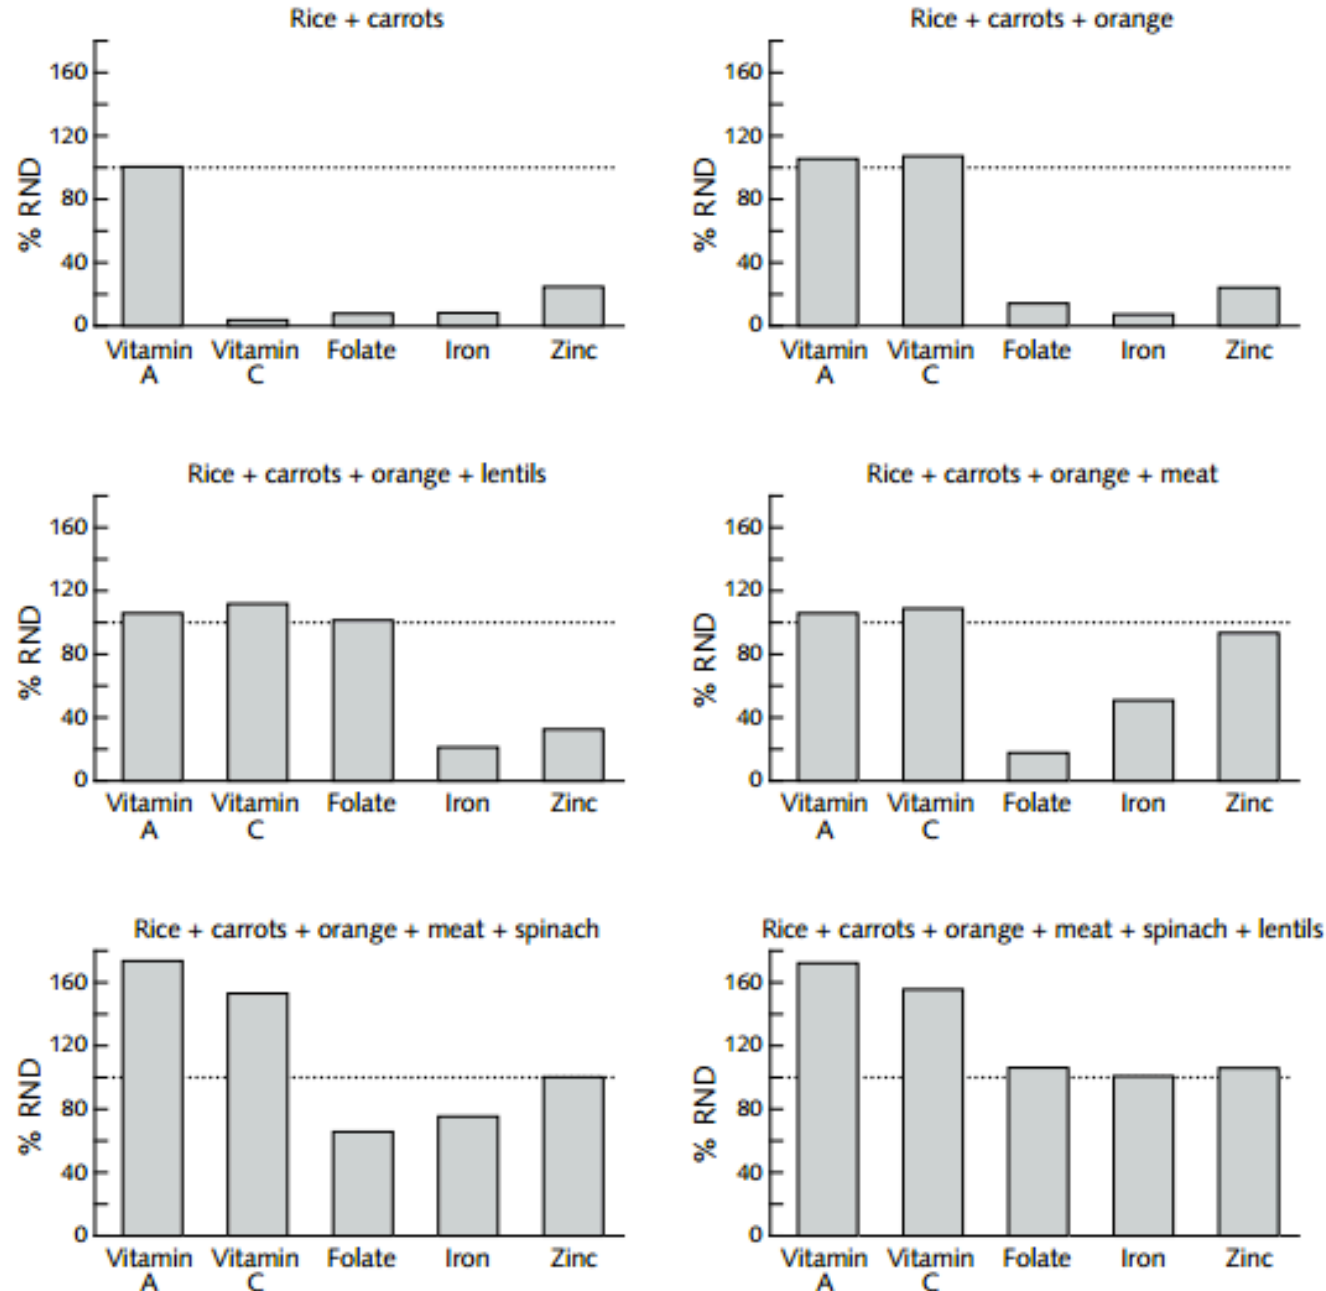 Rice + carrots
% RND
160
120
80
40
0
Vitamin A
Vitamin C
Folate
Iron
Zinc
Rice + carrots + orange
% RND
160
120
80
40
0
Vitamin A
Vitamin C
Folate
Iron
Zinc
Rice + carrots + orange + lentils
% RND
160
120
80
40
0
Vitamin A
Vitamin C
Folate
Iron
Zinc
Rice + carrots + orange + meat
% RND
160
120
80
40
0
Vitamin A
Vitamin C
Folate
Iron
Zinc
Rice + carrots + orange + meat + spinach
% RND
160
120
80
40
0
Vitamin A
Vitamin C
Folate
Iron
Zinc
Rice + carrots + orange + meat + spinach + lentils
% RND
160
120
80
40
0
Vitamin A
Vitamin C
Folate
Iron
Zinc